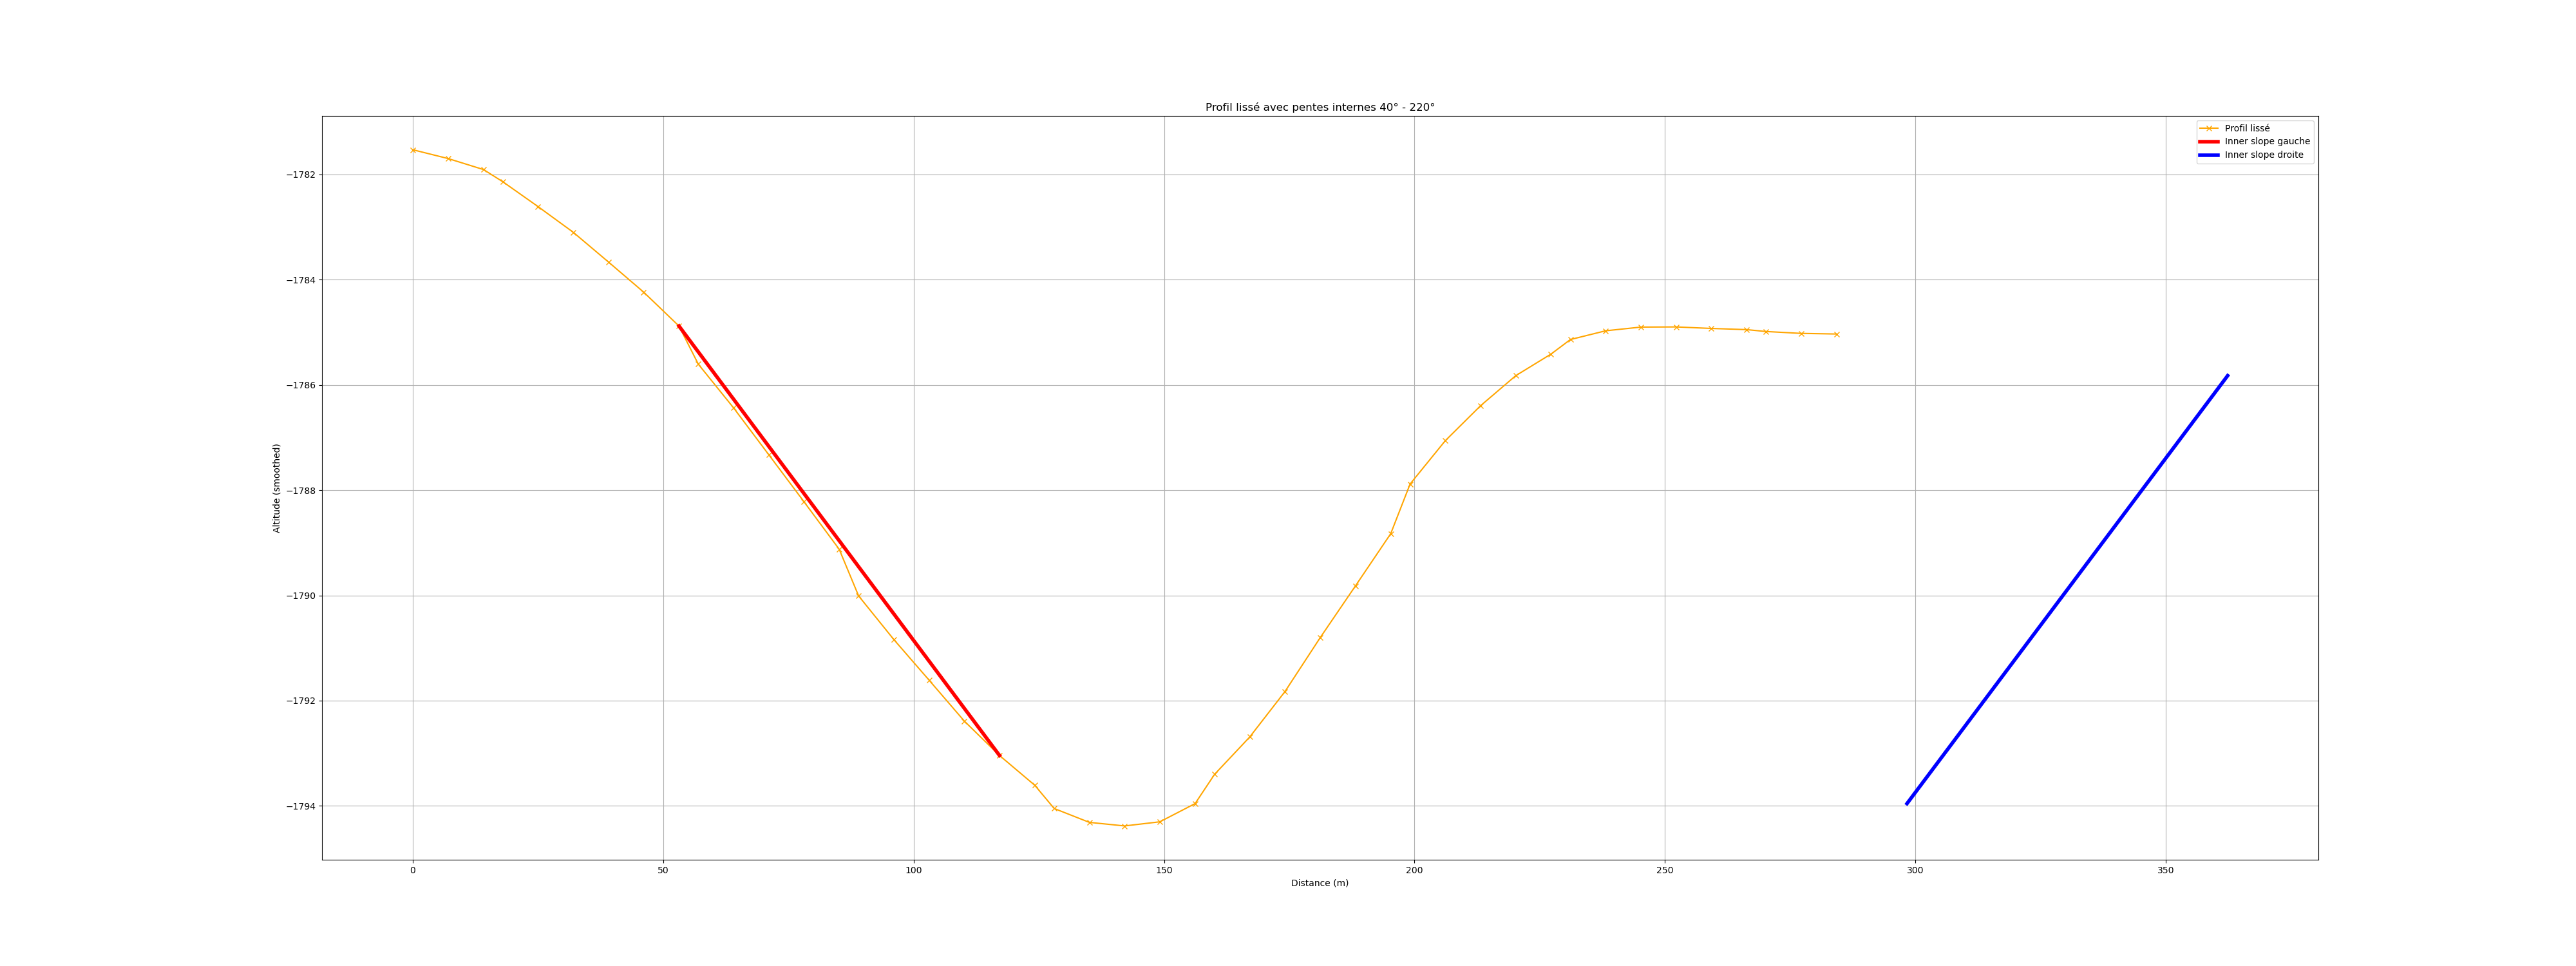 Profil lissé avec pentes internes 40° - 220°
Profil lissé
Inner slope gauche
Inner slope droite
Altitude (smoothed)
−1782
−1784
−1786
−1788
−1790
−1792
−1794
0 50 100 150 200 250 300 350
Distance (m)